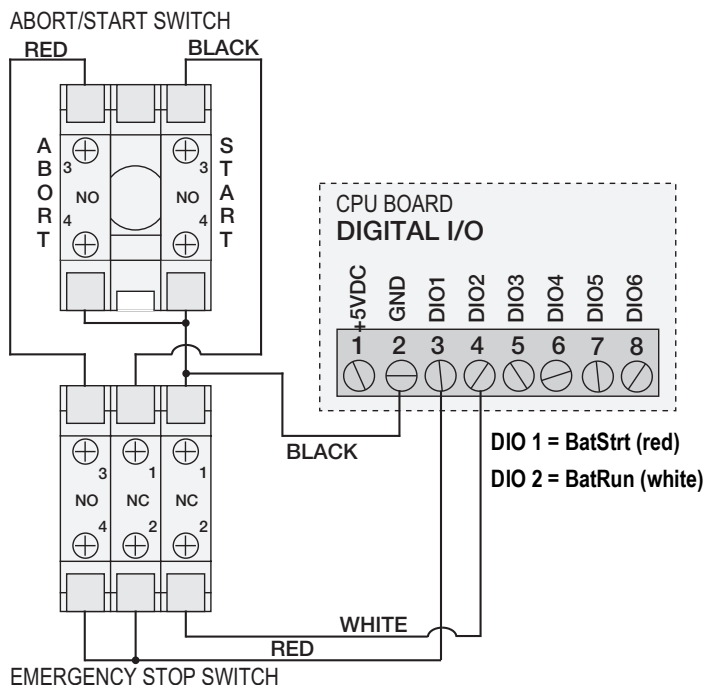 ABORT/START SWITCH
RED
BLACK
ABORT
START
3
3
NO
NO
4
4
CPU BOARD
DIGITAL I/O
+5VDC
GND
DIO1
DIO2
DIO3
DIO4
DIO5
DIO6
1 2 3 4 5 6 7 8
BLACK
DIO 1 = BatStrt (red)
DIO 2 = BatRun (white)
3 1 1
NO NC NC
4 2 2
WHITE
RED
EMERGENCY STOP SWITCH